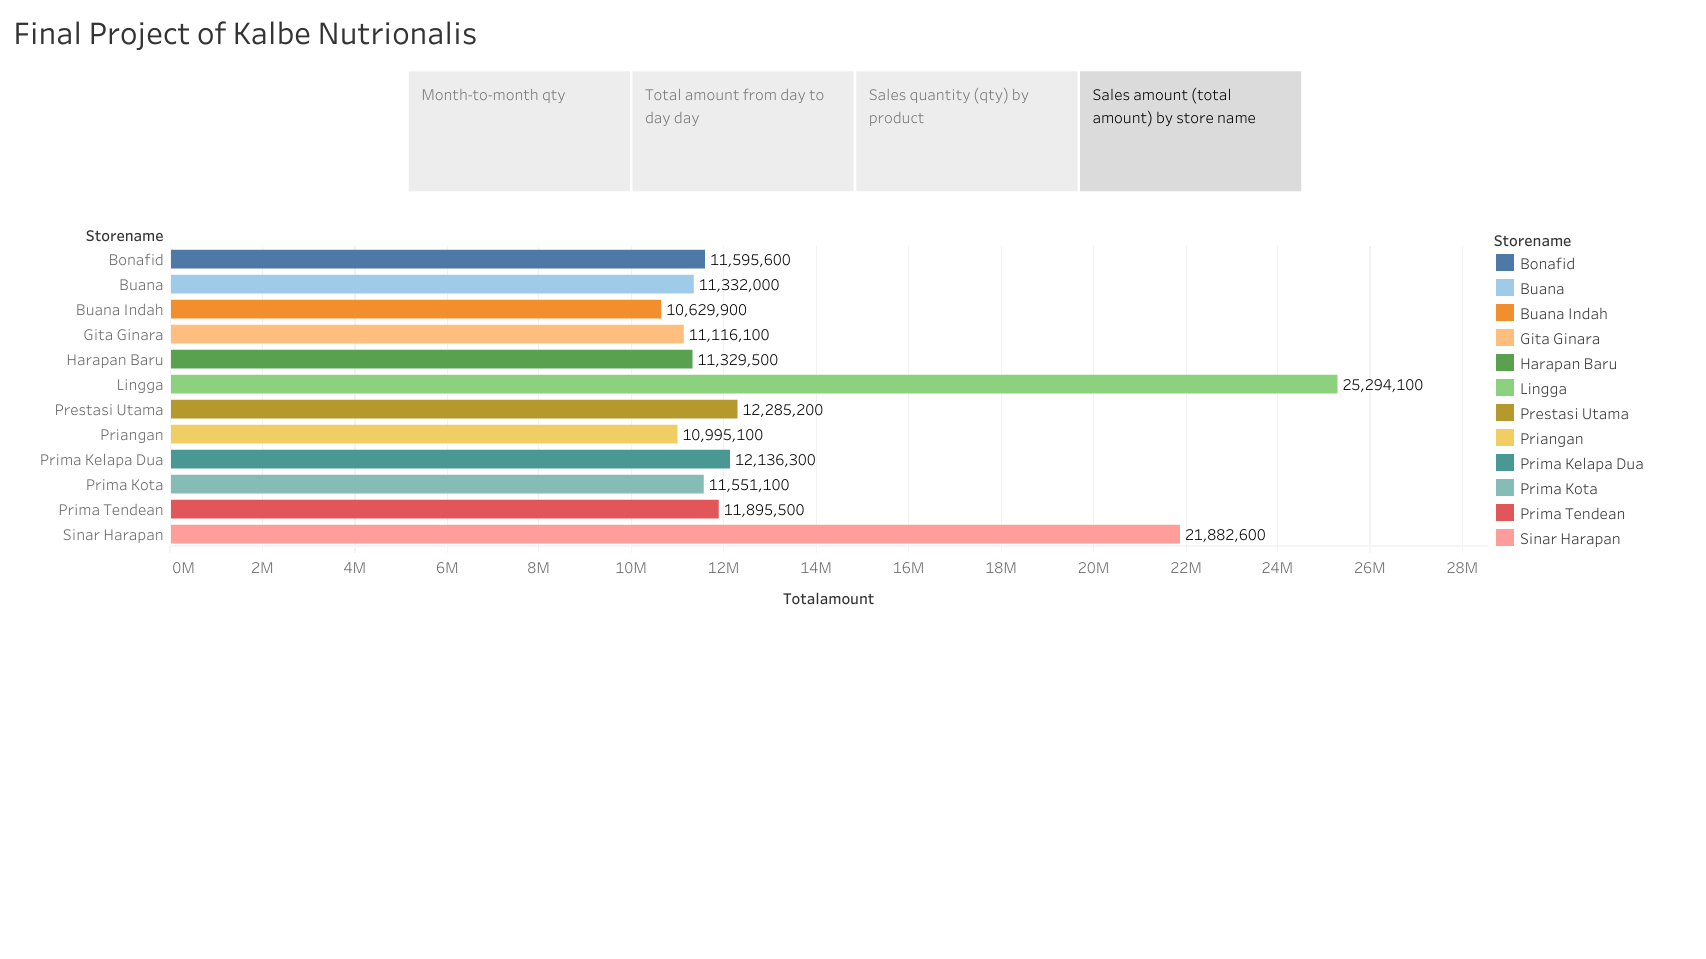 Final Project of Kalbe Nutrionalis
Month-to-month qty
Total amount from day to
day day
Sales quantity (qty) by
product
Sales amount (total
amount) by store name
Storename
Bonafid 11,595,600
Buana 11,332,000
Buana Indah 10,629,900
Gita Ginara 11,116,100
Harapan Baru 11,329,500
Lingga 25,294,100
Prestasi Utama 12,285,200
Priangan 10,995,100
Prima Kelapa Dua 12,136,300
Prima Kota 11,551,100
Prima Tendean 11,895,500
Sinar Harapan 21,882,600
0M 2M 4M 6M 8M 10M 12M 14M 16M 18M 20M 22M 24M 26M 28M
Totalamount
Storename
Bonafid
Buana
Buana Indah
Gita Ginara
Harapan Baru
Lingga
Prestasi Utama
Priangan
Prima Kelapa Dua
Prima Kota
Prima Tendean
Sinar Harapan